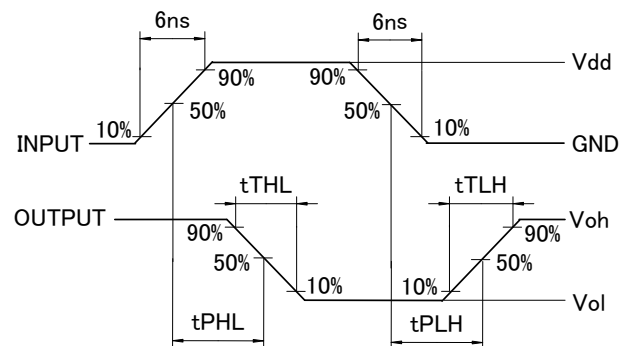 6ns 6ns
90% 90% Vdd
50% 50%
10% 10%
INPUT GND
tTHL tTLH
OUTPUT Voh
90% 90%
50% 50%
10% 10%
Vol
tPHL tPLH